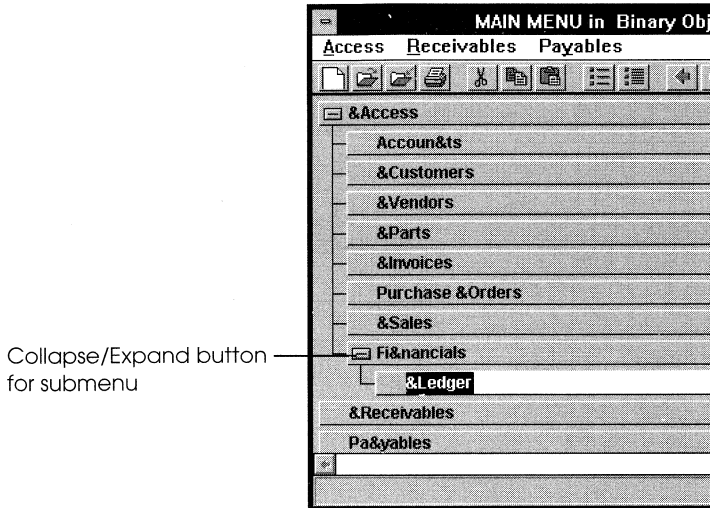 MAIN MENU in Binary Obj
Access Receivables Payables
&Access
Accoun&ts
&Customers
&Vendors
&Parts
&Invoices
Purchase &Orders
&Sales
Collapse/Expand button
for submenu
Fi&nancials
&Ledger
&Receivables
Pa&yables